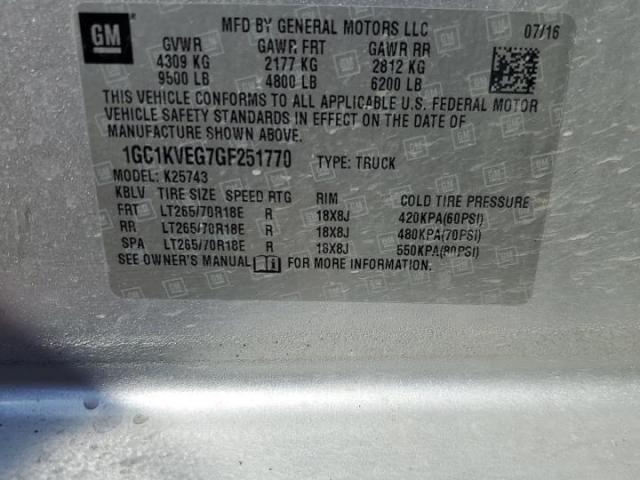 GM
MFD BY GENERAL MOTORS LLC 07/16
GVWR GAWR FRT GAWR RR
4309 KG 2177 KG 2812 KG
9500 LB 4800 LB 6200 LB
THIS VEHICLE CONFORMS TO ALL APPLICABLE U.S. FEDERAL MOTOR
VEHICLE SAFETY STANDARDS IN EFFECT ON THE DATE OF
MANUFACTURE SHOWN ABOVE.
1GC1KVEG7GF251770 TYPE: TRUCK
MODEL: K25743
KBLV TIRE SIZE SPEED RTG RIM COLD TIRE PRESSURE
FRT LT265/70R18E R 18X8J 420KPA(60PSI)
RR LT265/70R18E R 18X8J 480KPA(70PSI)
SPA LT265/70R18E R 18X8J 550KPA(80PSI)
SEE OWNER'S MANUAL FOR MORE INFORMATION.